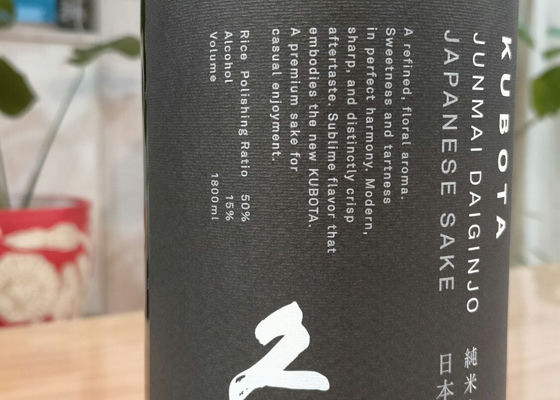 KUBOTA
JUNMAI DAIGINJO
JAPANESE SAKE
純米
日本
A refined, floral aroma.
Sweetness and tartness
in perfect harmony. Modern,
sharp, and distinctly crisp
aftertaste. Sublime flavor that
embodies the new KUBOTA.
A premium sake for
casual enjoyment.
Rice Polishing Ratio 50%
Alcohol 15%
Volume 1800ml